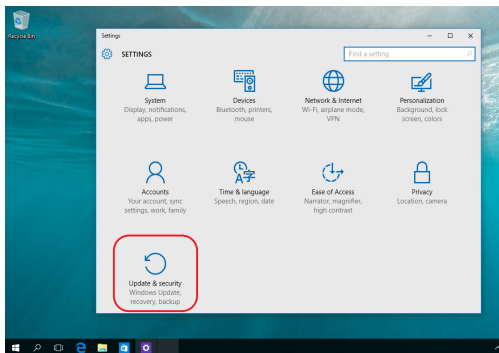 Recycle Bin
Settings
SETTINGS
Find a setting
System
Display, notifications,
apps, power
Devices
Bluetooth, printers,
mouse
Network & Internet
Wi-Fi, airplane mode,
VPN
Personalization
Background, lock
screen, colors
Accounts
Your account, sync
settings, work, family
Time & language
Speech, region, date
Ease of Access
Narrator, magnifier,
high contrast
Privacy
Location, camera
Update & security
Windows Update,
recovery, backup